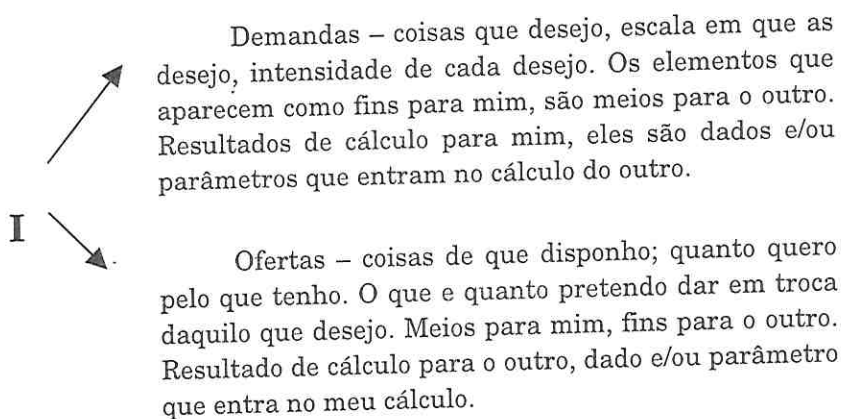 Demandas – coisas que desejo, escala em que as
desejo, intensidade de cada desejo. Os elementos que
aparecem como fins para mim, são meios para o outro.
Resultados de cálculo para mim, eles são dados e/ou
parâmetros que entram no cálculo do outro.
I
Ofertas – coisas de que disponho; quanto quero
pelo que tenho. O que e quanto pretendo dar em troca
daquilo que desejo. Meios para mim, fins para o outro.
Resultado de cálculo para o outro, dado e/ou parâmetro
que entra no meu cálculo.